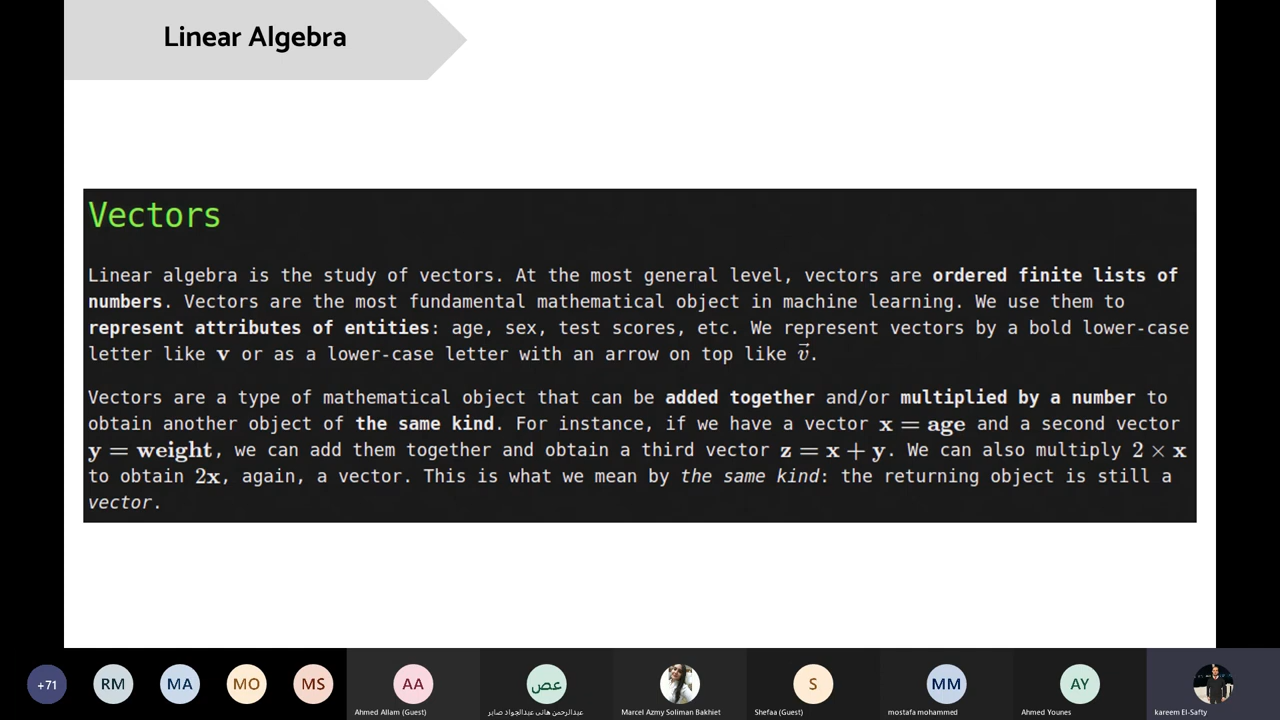 Linear Algebra
Vectors
Linear algebra is the study of vectors. At the most general level, vectors are ordered finite lists of
numbers. Vectors are the most fundamental mathematical object in machine learning. We use them to
represent attributes of entities: age, sex, test scores, etc. We represent vectors by a bold lower-case
letter like v or as a lower-case letter with an arrow on top like v⃗.
Vectors are a type of mathematical object that can be added together and/or multiplied by a number to
obtain another object of the same kind. For instance, if we have a vector x = age and a second vector
y = weight, we can add them together and obtain a third vector z = x + y. We can also multiply 2 × x
to obtain 2x, again, a vector. This is what we mean by the same kind: the returning object is still a
vector.
+71
RM
MA
MO
MS
AA
عص
S
MM
AY
Ahmed Allam (Guest)
عبدالرحمن هانى عبدالجواد صابر
Marcel Azmy Soliman Bakhiet
Shefaa (Guest)
mostafa mohammed
Ahmed Younes
kareem El-Safty